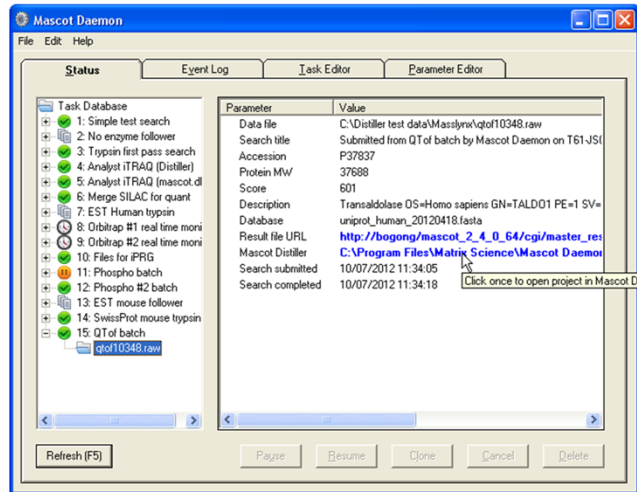 Mascot Daemon
File Edit Help
Status Event Log Task Editor Parameter Editor
Task Database
1: Simple test search
2: No enzyme follower
3: Trypsin first pass search
4: Analyst iTRAQ (Distiller)
5: Analyst iTRAQ (mascot.dl
6: Merge SILAC for quant
7: EST Human trypsin
8: Orbitrap #1 real time moni
9: Orbitrap #2 real time moni
10: Files for iPRG
11: Phospho batch
12: Phospho #2 batch
13: EST mouse follower
14: SwissProt mouse trypsin
15: QTof batch
qtof10348.raw
Parameter Value
Data file C:\Distiller test data\Masslynx\qtof10348.raw
Search title Submitted from QTof batch by Mascot Daemon on T61-JS(
Accession P37837
Protein MW 37688
Score 601
Description Transaldolase OS=Homo sapiens GN=TALDO1 PE=1 SV=
Database uniprot_human_20120418.fasta
Result file URL http://bogong/mascot_2_4_0_64/cgi/master_res
Mascot Distiller C:\Program Files\Matrix Science\Mascot Daemo
Search submitted 10/07/2012 11:34:05
Search completed 10/07/2012 11:34:18
Click once to open project in Mascot D
Refresh (F5) Pause Resume Clone Cancel Delete